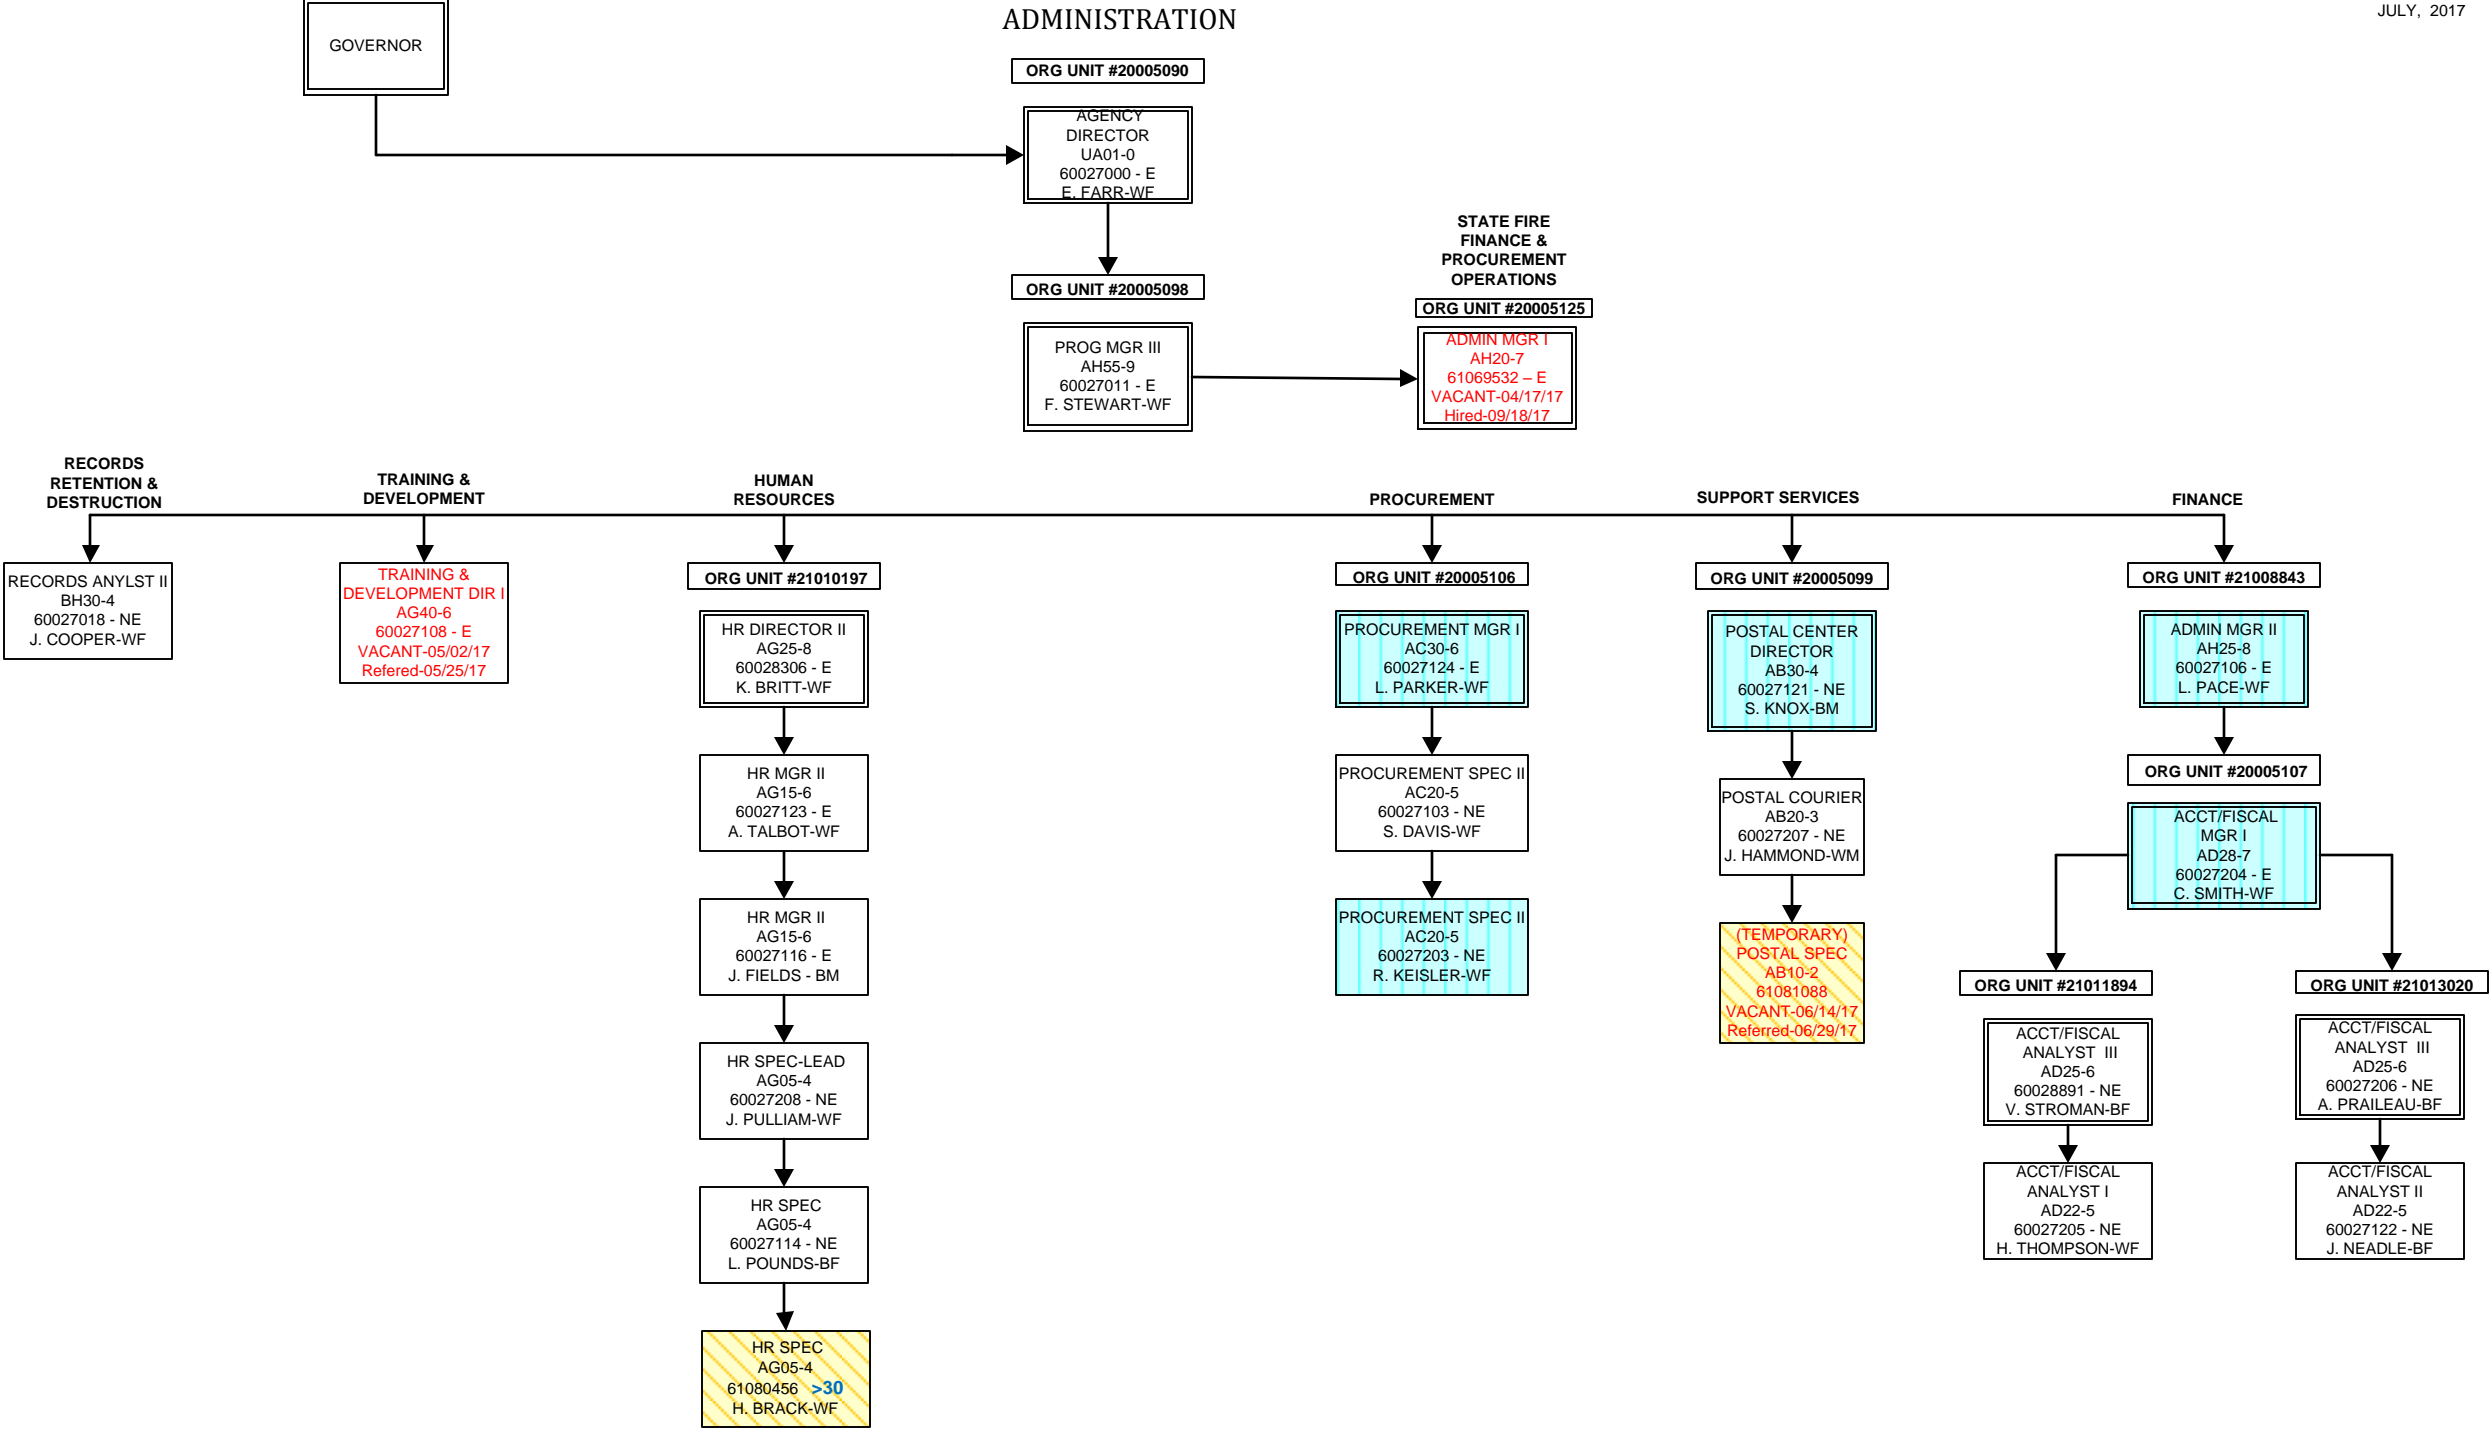 ADMINISTRATION
JULY, 2017
GOVERNOR
ORG UNIT #20005090
AGENCY
DIRECTOR
UA01-0
60027000 - E
E. FARR-WF
ORG UNIT #20005098
PROG MGR III
AH55-9
60027011 - E
F. STEWART-WF
STATE FIRE
FINANCE &
PROCUREMENT
OPERATIONS
ORG UNIT #20005125
ADMIN MGR I
AH20-7
61069532 – E
VACANT-04/17/17
Hired-09/18/17
RECORDS
RETENTION &
DESTRUCTION
RECORDS ANYLST II
BH30-4
60027018 - NE
J. COOPER-WF
TRAINING &
DEVELOPMENT
TRAINING &
DEVELOPMENT DIR I
AG40-6
60027108 - E
VACANT-05/02/17
Refered-05/25/17
HUMAN
RESOURCES
ORG UNIT #21010197
HR DIRECTOR II
AG25-8
60028306 - E
K. BRITT-WF
HR MGR II
AG15-6
60027123 - E
A. TALBOT-WF
HR MGR II
AG15-6
60027116 - E
J. FIELDS - BM
HR SPEC-LEAD
AG05-4
60027208 - NE
J. PULLIAM-WF
HR SPEC
AG05-4
60027114 - NE
L. POUNDS-BF
HR SPEC
AG05-4
61080456 >30
H. BRACK-WF
PROCUREMENT
ORG UNIT #20005106
PROCUREMENT MGR I
AC30-6
60027124 - E
L. PARKER-WF
PROCUREMENT SPEC II
AC20-5
60027103 - NE
S. DAVIS-WF
PROCUREMENT SPEC II
AC20-5
60027203 - NE
R. KEISLER-WF
SUPPORT SERVICES
ORG UNIT #20005099
POSTAL CENTER
DIRECTOR
AB30-4
60027121 - NE
S. KNOX-BM
POSTAL COURIER
AB20-3
60027207 - NE
J. HAMMOND-WM
(TEMPORARY)
POSTAL SPEC
AB10-2
61081088
VACANT-06/14/17
Referred-06/29/17
FINANCE
ORG UNIT #21008843
ADMIN MGR II
AH25-8
60027106 - E
L. PACE-WF
ORG UNIT #20005107
ACCT/FISCAL
MGR I
AD28-7
60027204 - E
C. SMITH-WF
ORG UNIT #21011894
ACCT/FISCAL
ANALYST III
AD25-6
60028891 - NE
V. STROMAN-BF
ACCT/FISCAL
ANALYST I
AD22-5
60027205 - NE
H. THOMPSON-WF
ORG UNIT #21013020
ACCT/FISCAL
ANALYST III
AD25-6
60027206 - NE
A. PRAILEAU-BF
ACCT/FISCAL
ANALYST II
AD22-5
60027122 - NE
J. NEADLE-BF